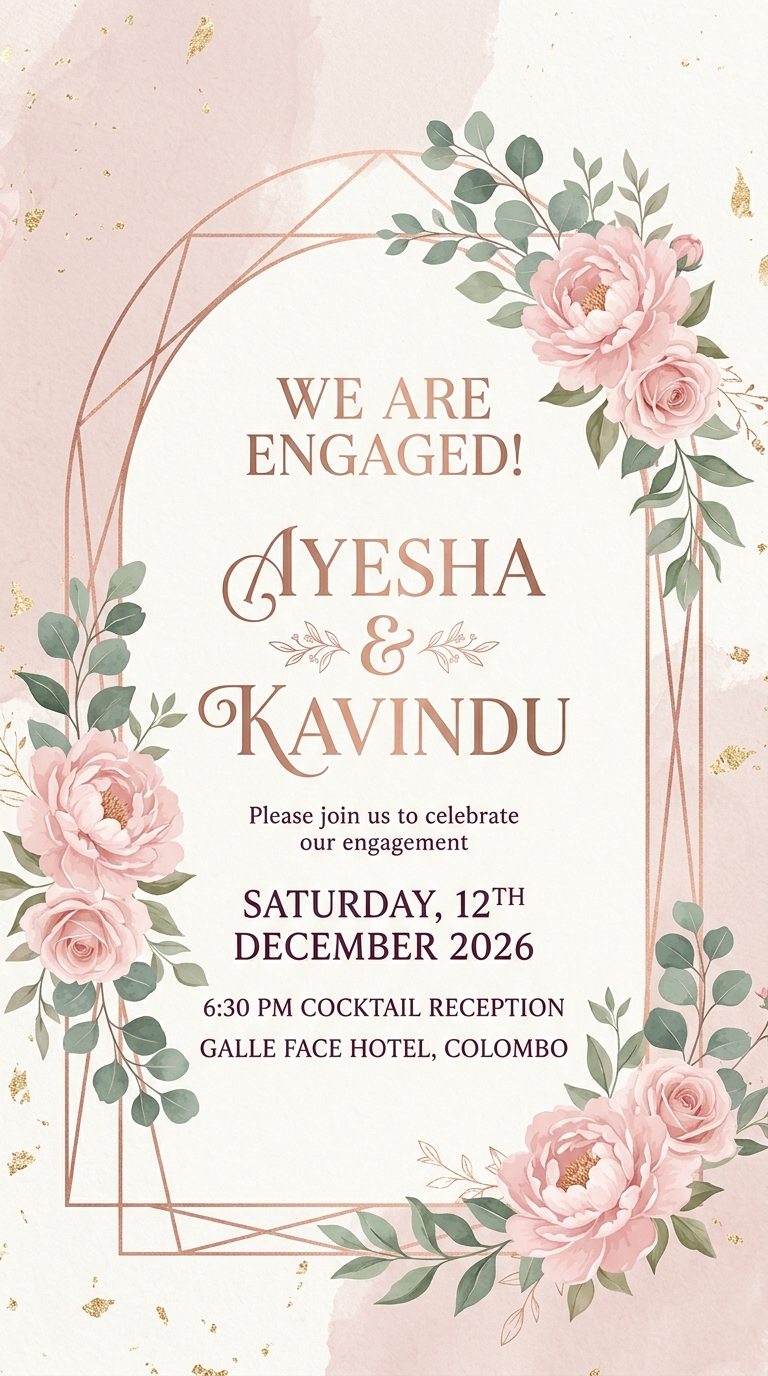 WE ARE
ENGAGED!
AYESHA
&
KAVINDU
Please join us to celebrate
our engagement
SATURDAY, 12TH
DECEMBER 2026
6:30 PM COCKTAIL RECEPTION
GALLE FACE HOTEL, COLOMBO